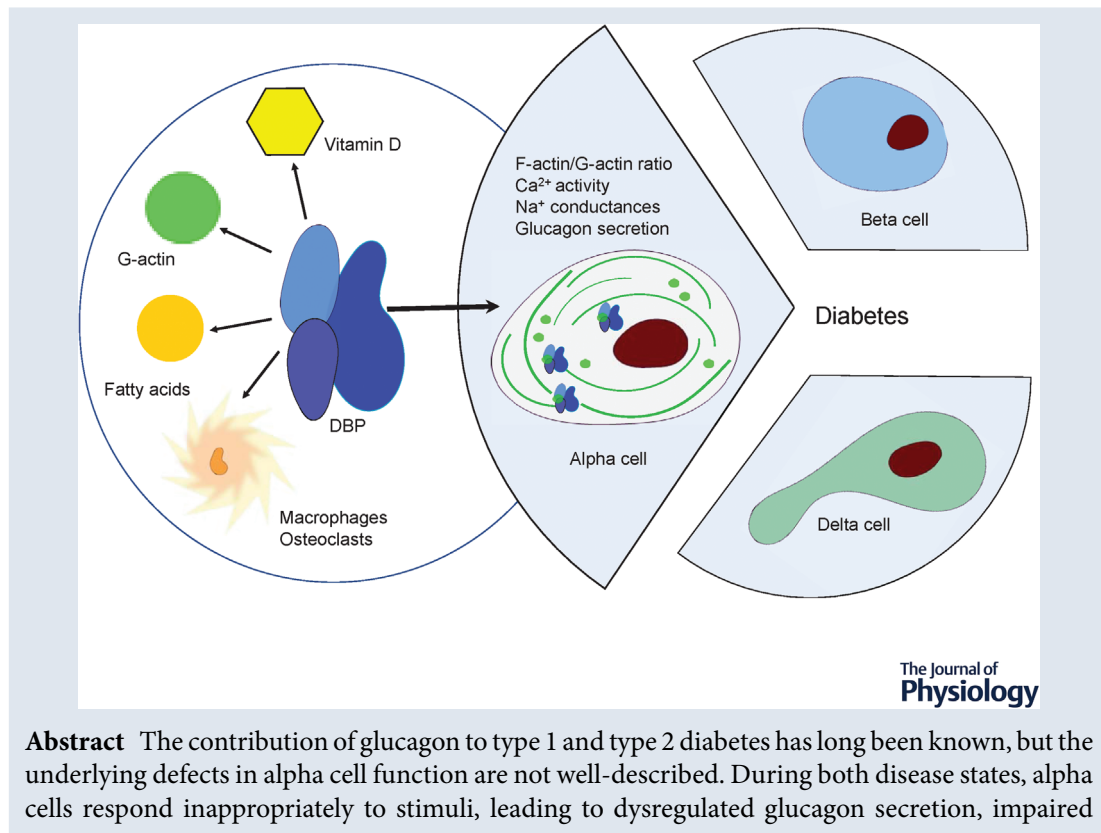 Vitamin D
G-actin
Fatty acids
DBP
Macrophages
Osteoclasts
F-actin/G-actin ratio
Ca²⁺ activity
Na⁺ conductances
Glucagon secretion
Alpha cell
Beta cell
Diabetes
Delta cell
The Journal of
Physiology
Abstract The contribution of glucagon to type 1 and type 2 diabetes has long been known, but the
underlying defects in alpha cell function are not well-described. During both disease states, alpha
cells respond inappropriately to stimuli, leading to dysregulated glucagon secretion, impaired